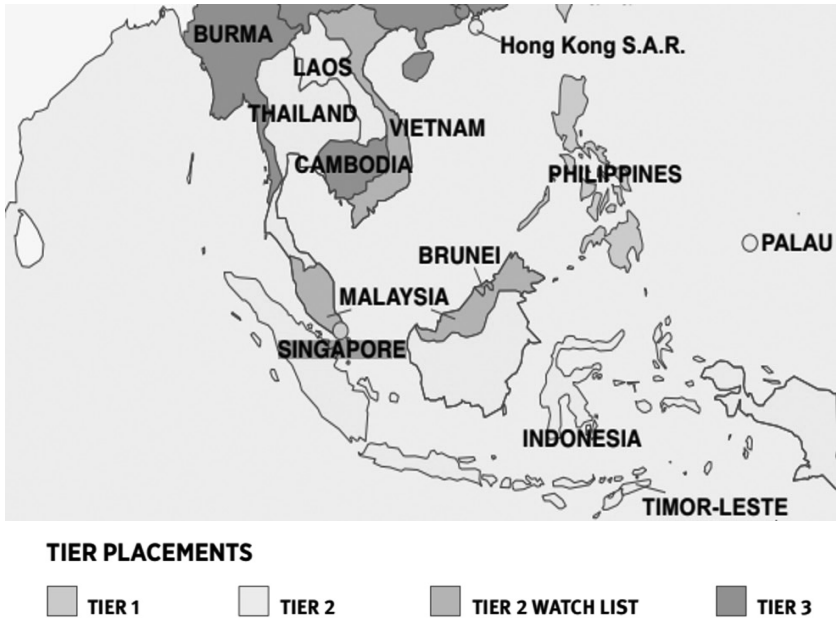 BURMA
Hong Kong S.A.R.
LAOS
THAILAND
VIETNAM
CAMBODIA
PHILIPPINES
PALAU
BRUNEI
MALAYSIA
SINGAPORE
INDONESIA
TIMOR-LESTE
TIER PLACEMENTS
TIER 1
TIER 2
TIER 2 WATCH LIST
TIER 3